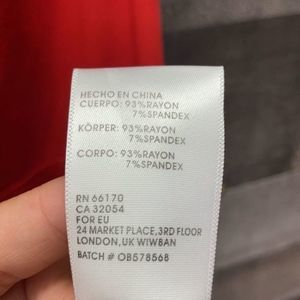 HECHO EN CHINA
CUERPO: 93%RAYON
7%SPANDEX
KÖRPER: 93%RAYON
7%SPANDEX
CORPO: 93%RAYON
7%SPANDEX
RN 66170
CA 32054
FOR EU
24 MARKET PLACE,3RD FLOOR
LONDON,UK W1W8AN
BATCH # OB578568